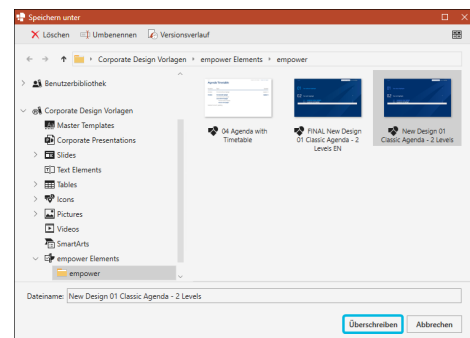 Speichern unter
Löschen Umbenennen Versionsverlauf
Corporate Design Vorlagen empower Elements empower
Benutzerbibliothek
Corporate Design Vorlagen
Master Templates
Corporate Presentations
Slides
Text Elements
Tables
Icons
Pictures
Videos
SmartArts
empower Elements
empower
04 Agenda with
Timetable
FINAL New Design
01 Classic Agenda - 2
Levels EN
New Design 01
Classic Agenda - 2 Levels
Dateiname: New Design 01 Classic Agenda - 2 Levels
Überschreiben Abbrechen